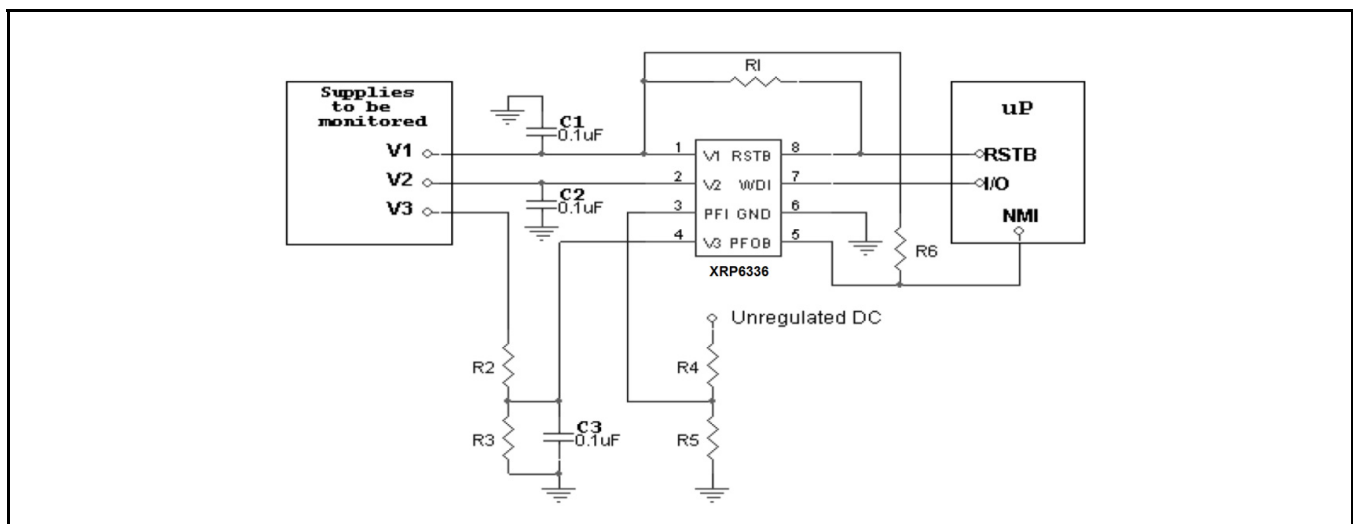 Supplies
to be
monitored
V1
V2
V3
C1
0.1uF
C2
0.1uF
R1
1
2
3
4
V1 RSTB
V2 WDI
PFI GND
V3 PFOB
8
7
6
5
XRP6336
uP
RSTB
I/O
NMI
R6
Unregulated DC
R2
R3
C3
0.1uF
R4
R5